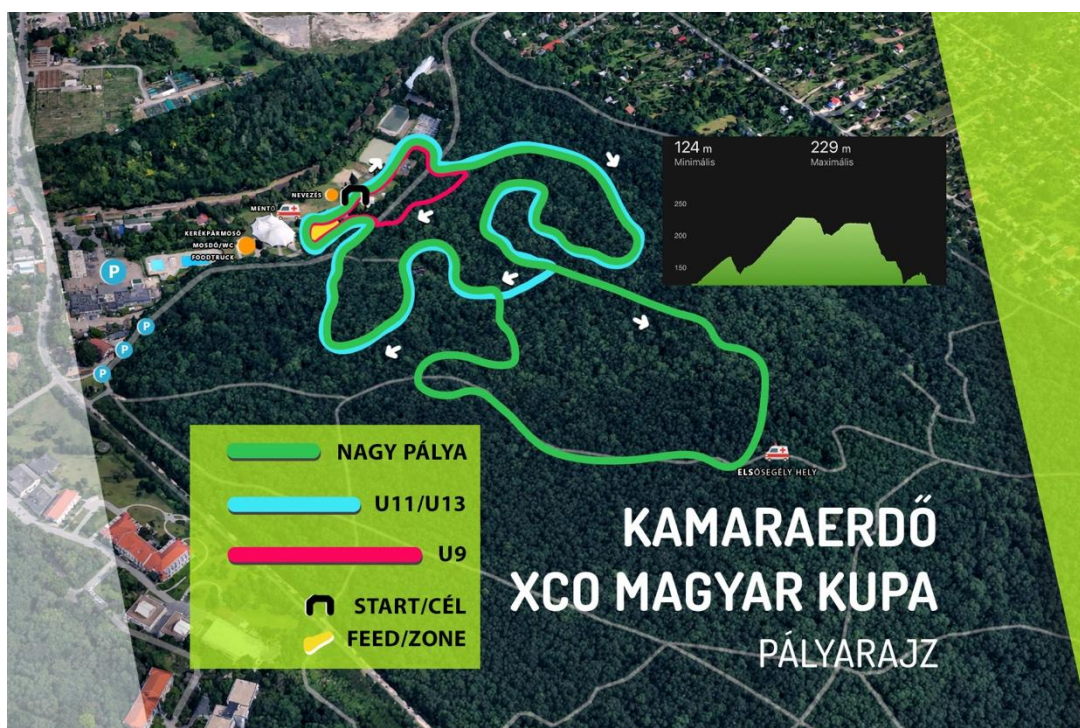 124 m
Minimális
229 m
Maximális
250
200
150
NEVEZÉS
MENTŐ
KERÉKPÁRMOSÓ
MOSDÓ/WC
FOODTRUCK
P
P
P
P
NAGY PÁLYA
U11/U13
U9
START/CÉL
FEED/ZONE
ELSŐSEGÉLY HELY
KAMARAERDŐ
XCO MAGYAR KUPA
PÁLYARAJZ